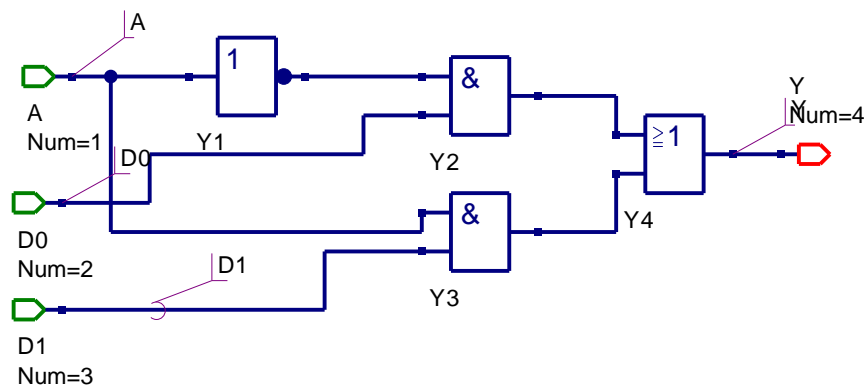 A
1
&
Y
Y
Num=4
A
Num=1
Y1
D0
Y2
≧1
&
Y4
D0
Num=2
D1
Y3
D1
Num=3